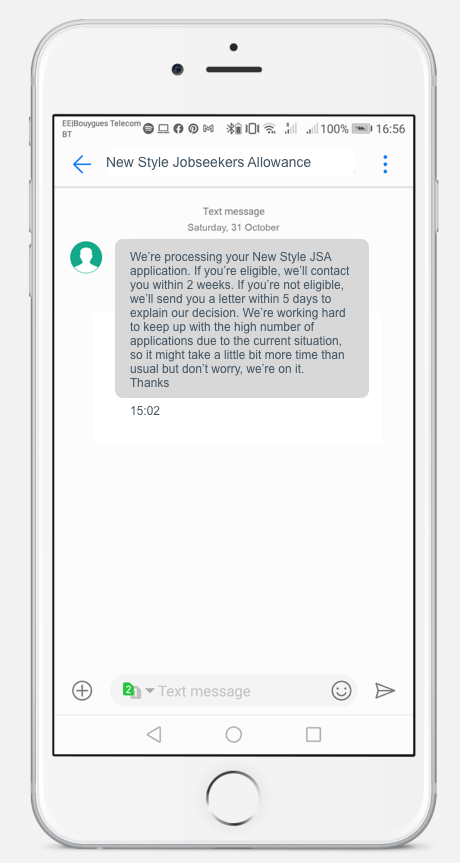 EE|Bouygues Telecom
BT
100%
16:56
New Style Jobseekers Allowance
Text message
Saturday, 31 October
We’re processing your New Style JSA
application. If you’re eligible, we’ll contact
you within 2 weeks. If you’re not eligible,
we’ll send you a letter within 5 days to
explain our decision. We’re working hard
to keep up with the high number of
applications due to the current situation,
so it might take a little bit more time than
usual but don’t worry, we’re on it.
Thanks
15:02
2 1 Text message